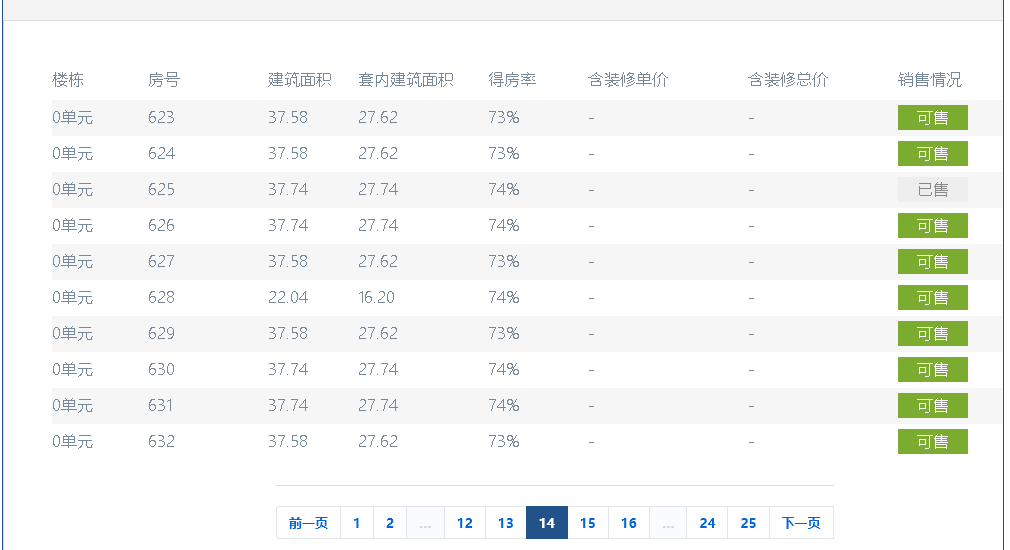 楼栋 房号 建筑面积 套内建筑面积 得房率 含装修单价 含装修总价 销售情况
0单元 623 37.58 27.62 73% - - 可售
0单元 624 37.58 27.62 73% - - 可售
0单元 625 37.74 27.74 74% - - 已售
0单元 626 37.74 27.74 74% - - 可售
0单元 627 37.58 27.62 73% - - 可售
0单元 628 22.04 16.20 74% - - 可售
0单元 629 37.58 27.62 73% - - 可售
0单元 630 37.74 27.74 74% - - 可售
0单元 631 37.74 27.74 74% - - 可售
0单元 632 37.58 27.62 73% - - 可售
前一页 1 2 ... 12 13 14 15 16 ... 24 25 下一页